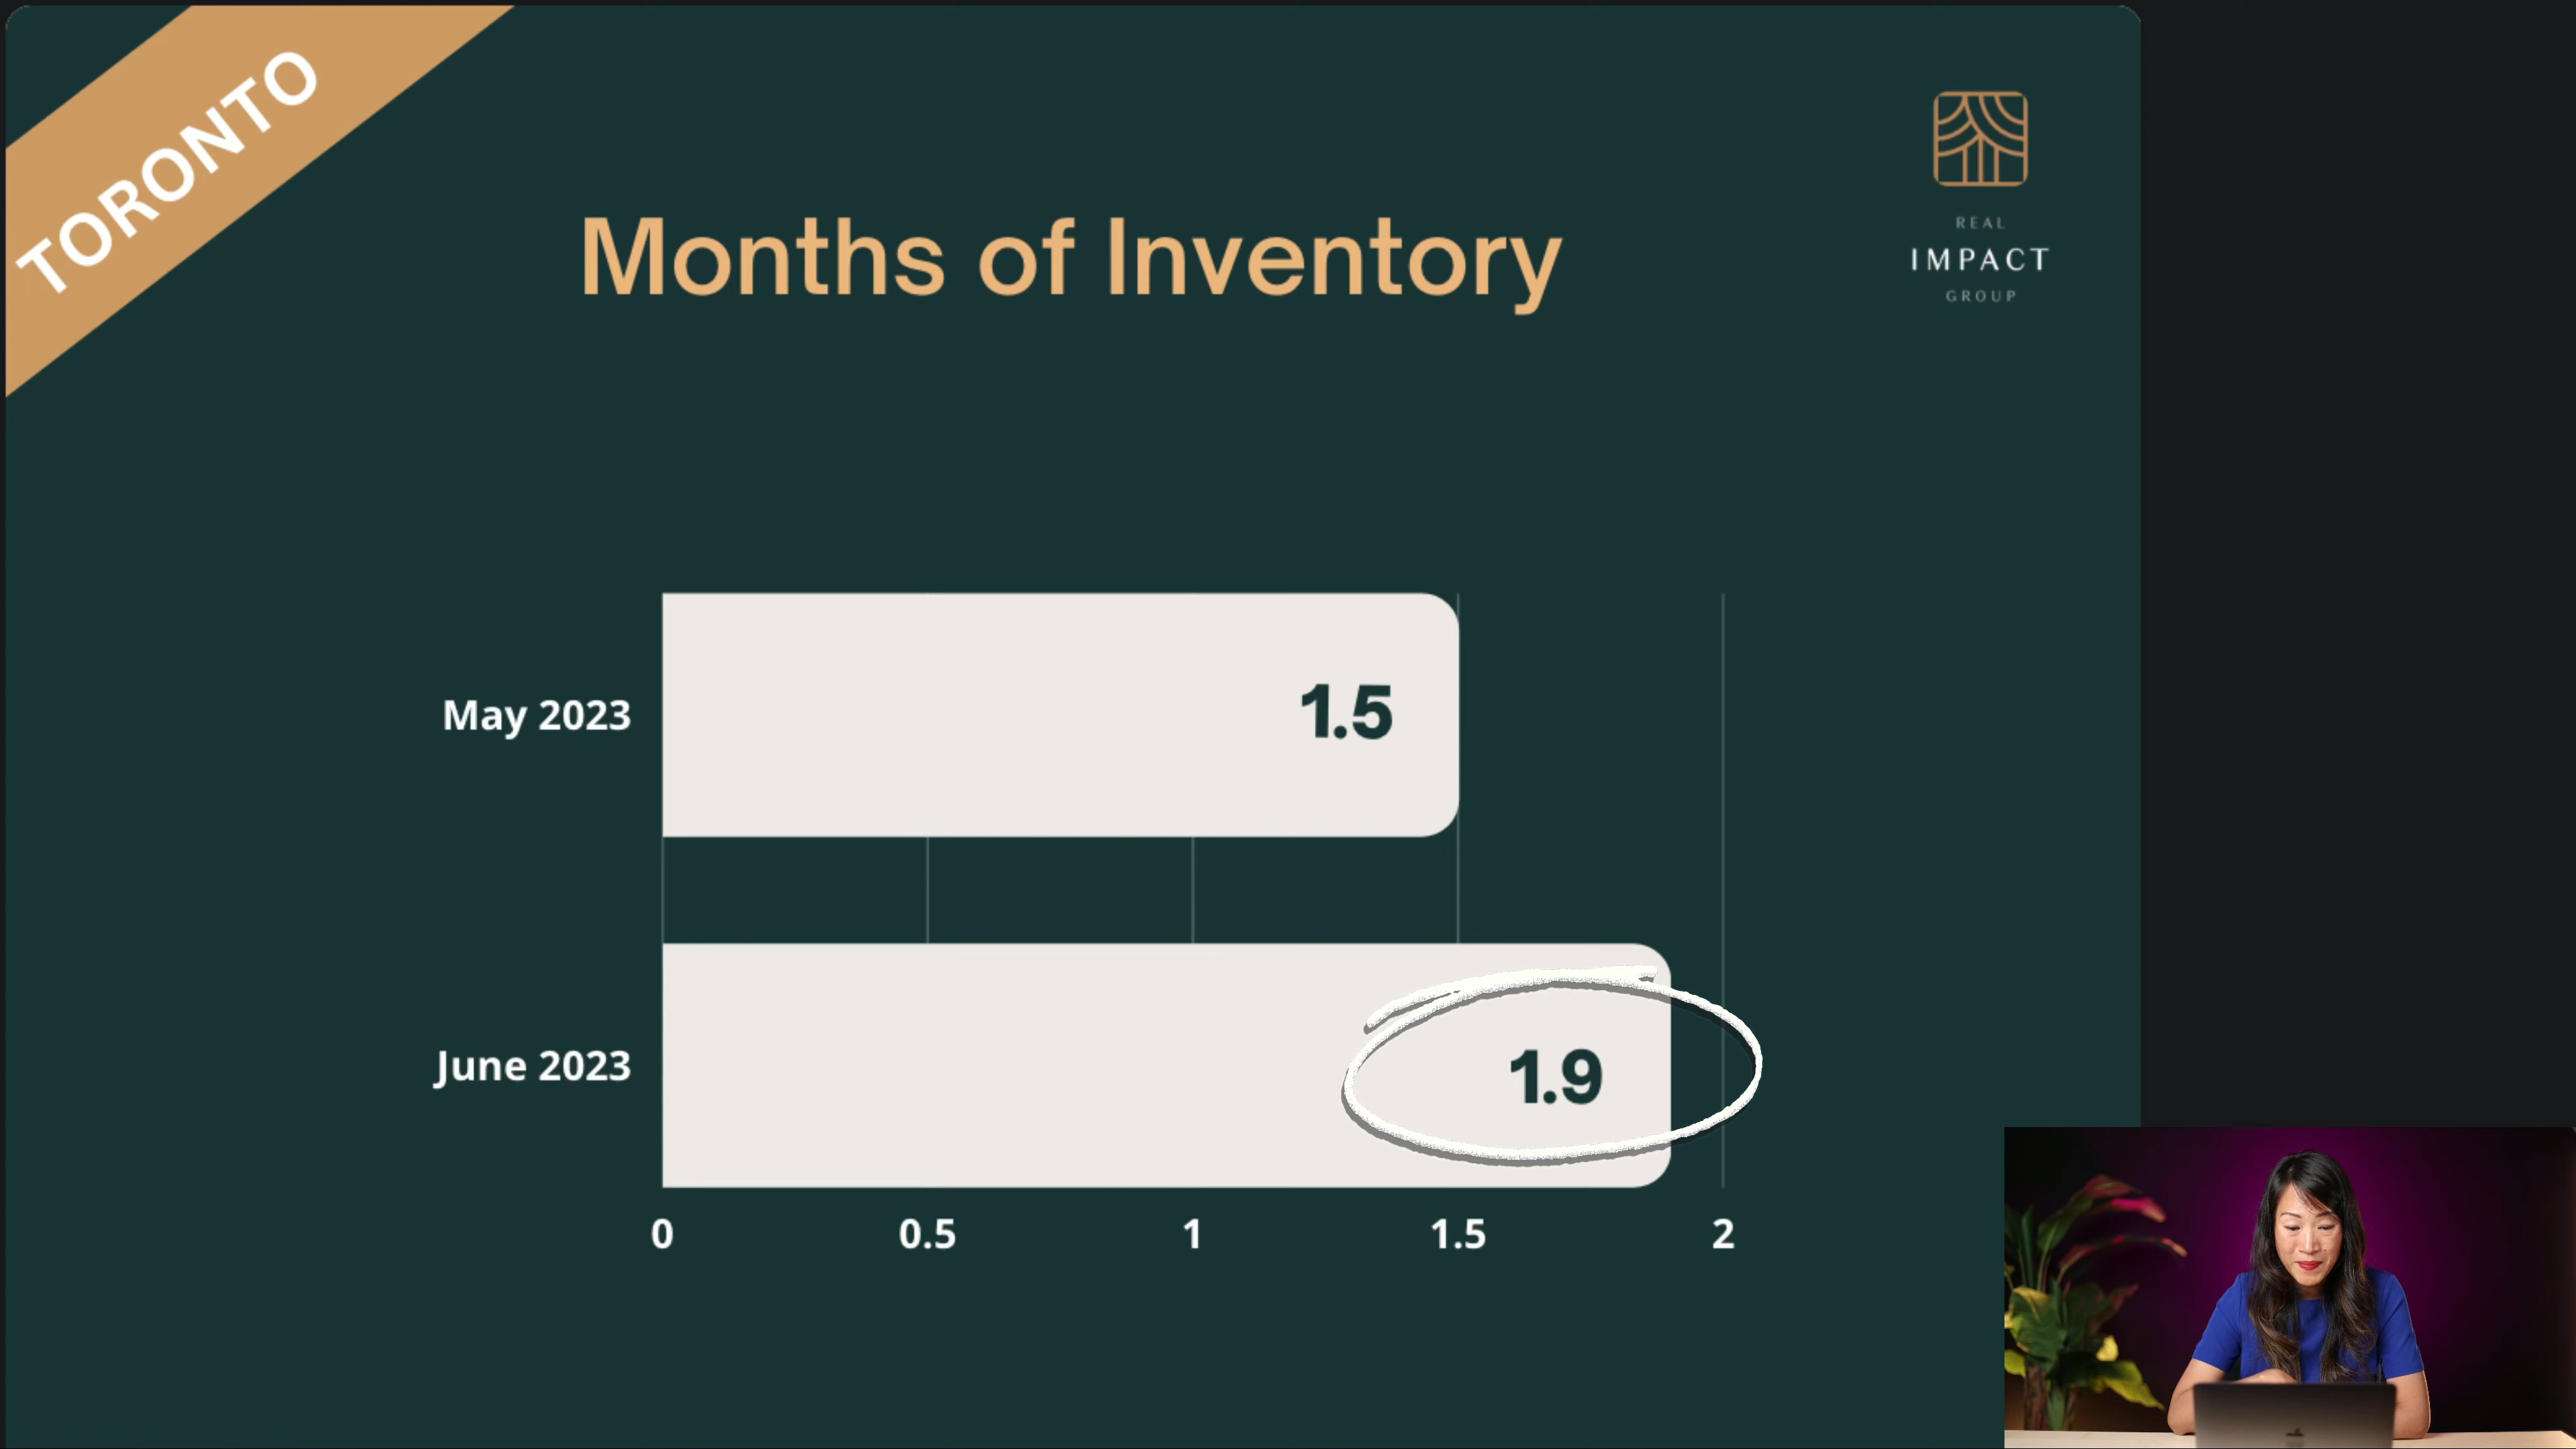 TORONTO
Months of Inventory
REAL
IMPACT
GROUP
May 2023
1.5
June 2023
1.9
0
0.5
1
1.5
2